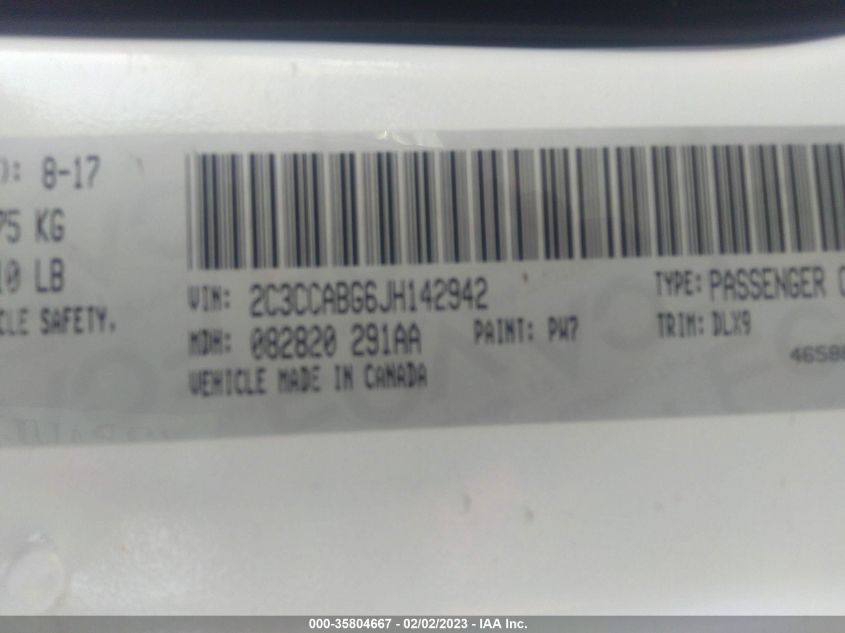 ): 8-17
75 KG
10 LB
CLE SAFETY.
VIN: 2C3CCABG6JH142942
TYPE: PASSENGER C
MDH: 082820 291AA
PAINT: PW7
TRIM: DLX9
4658
VEHICLE MADE IN CANADA
000-35804667 - 02/02/2023 - IAA Inc.